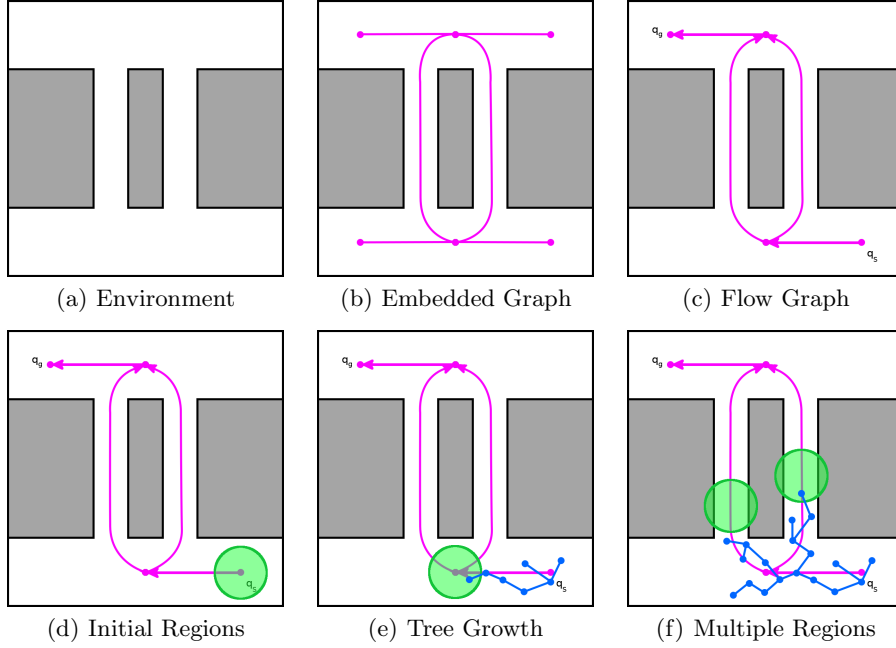 (a) Environment
(b) Embedded Graph
q_g
q_s
(c) Flow Graph
q_g
q_s
(d) Initial Regions
q_g
q_s
(e) Tree Growth
q_g
q_s
(f) Multiple Regions